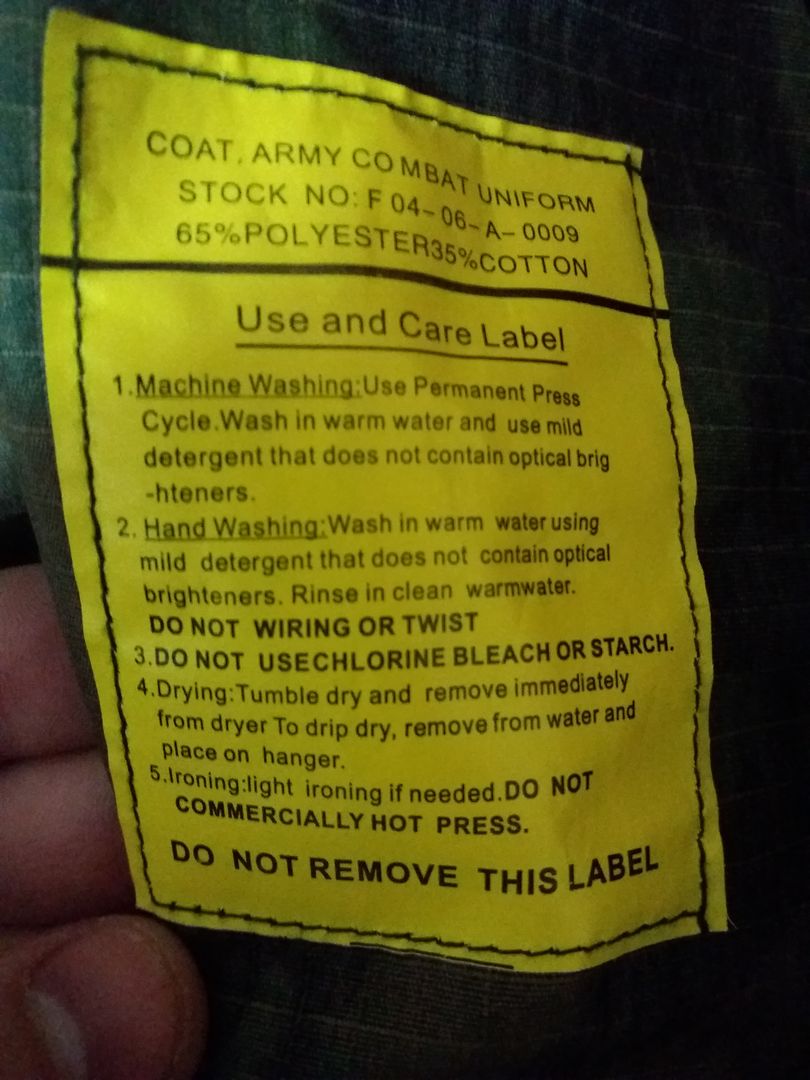 COAT, ARMY COMBAT UNIFORM
STOCK NO: F 04-06-A-0009
65%POLYESTER35%COTTON
Use and Care Label
1.Machine Washing:Use Permanent Press
Cycle.Wash in warm water and use mild
detergent that does not contain optical brig
-hteners.
2. Hand Washing:Wash in warm water using
mild detergent that does not contain optical
brighteners. Rinse in clean warmwater.
DO NOT WIRING OR TWIST
3.DO NOT USECHLORINE BLEACH OR STARCH.
4.Drying:Tumble dry and remove immediately
from dryer To drip dry, remove from water and
place on hanger.
5.Ironing:light ironing if needed.DO NOT
COMMERCIALLY HOT PRESS.
DO NOT REMOVE THIS LABEL